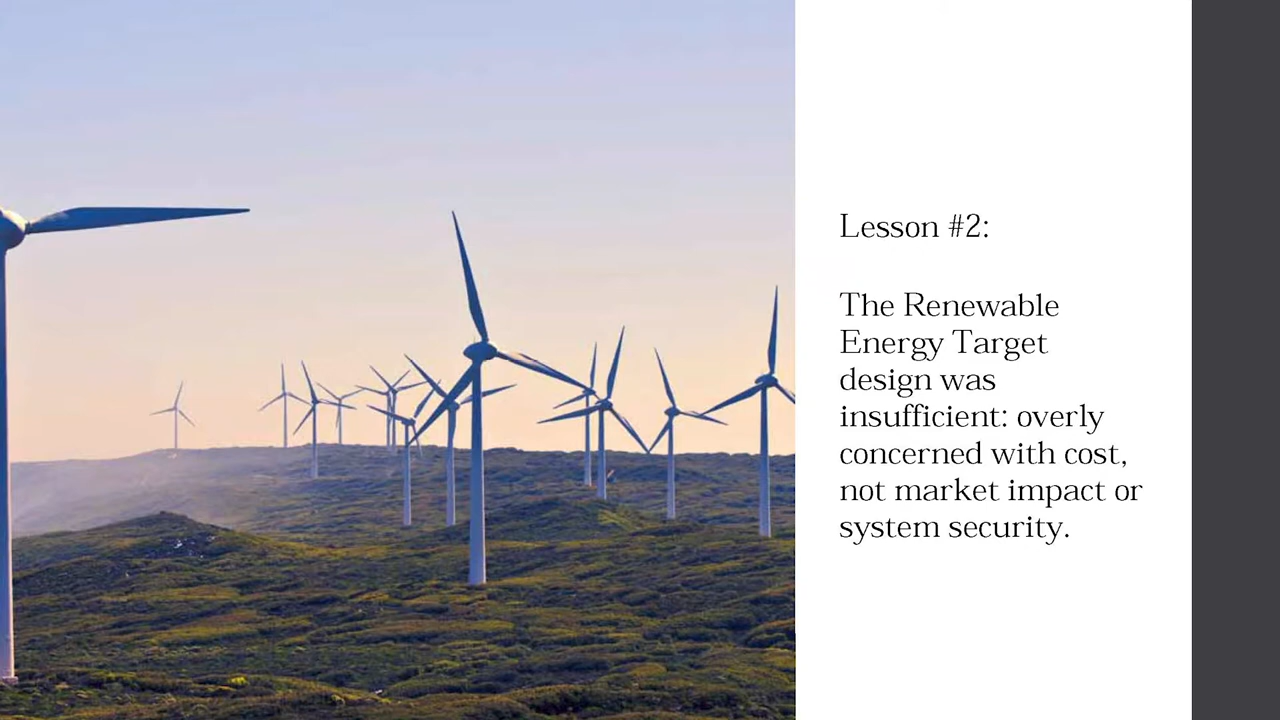 Lesson #2:
The Renewable
Energy Target
design was
insufficient: overly
concerned with cost,
not market impact or
system security.